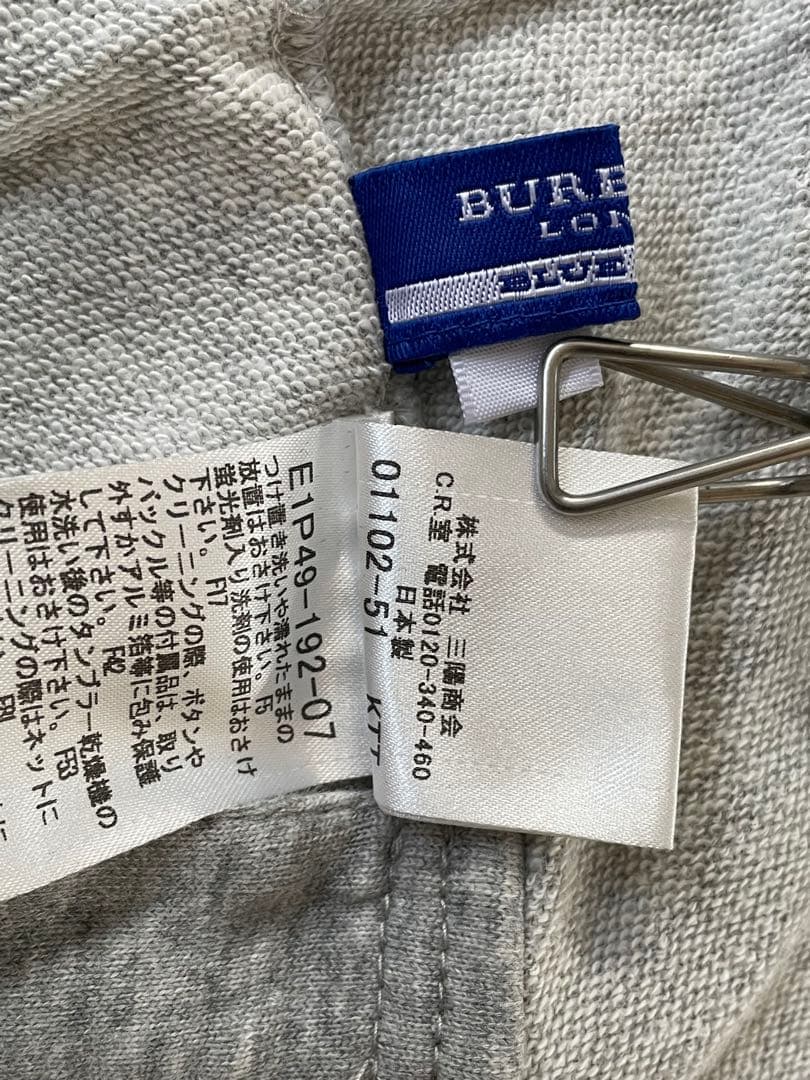 BURB
LON
BLUE
株式会社 三陽商会
C.R.室 電話0120-340-460
日本製
01102-51 KTT
E1P49-192-07
つけ置き洗いや濡れたままの
放置はおさけ下さい。F5
蛍光剤入り洗剤の使用はおさけ
下さい。 F17
クリーニングの際、ボタンや
バックル等の付属品は、取り
外すかアルミ箔等に包み保護
して下さい。 F42
水洗い後のタンブラー乾燥機の
使用はおさけ下さい。 F53
クリーニングの際はネットに